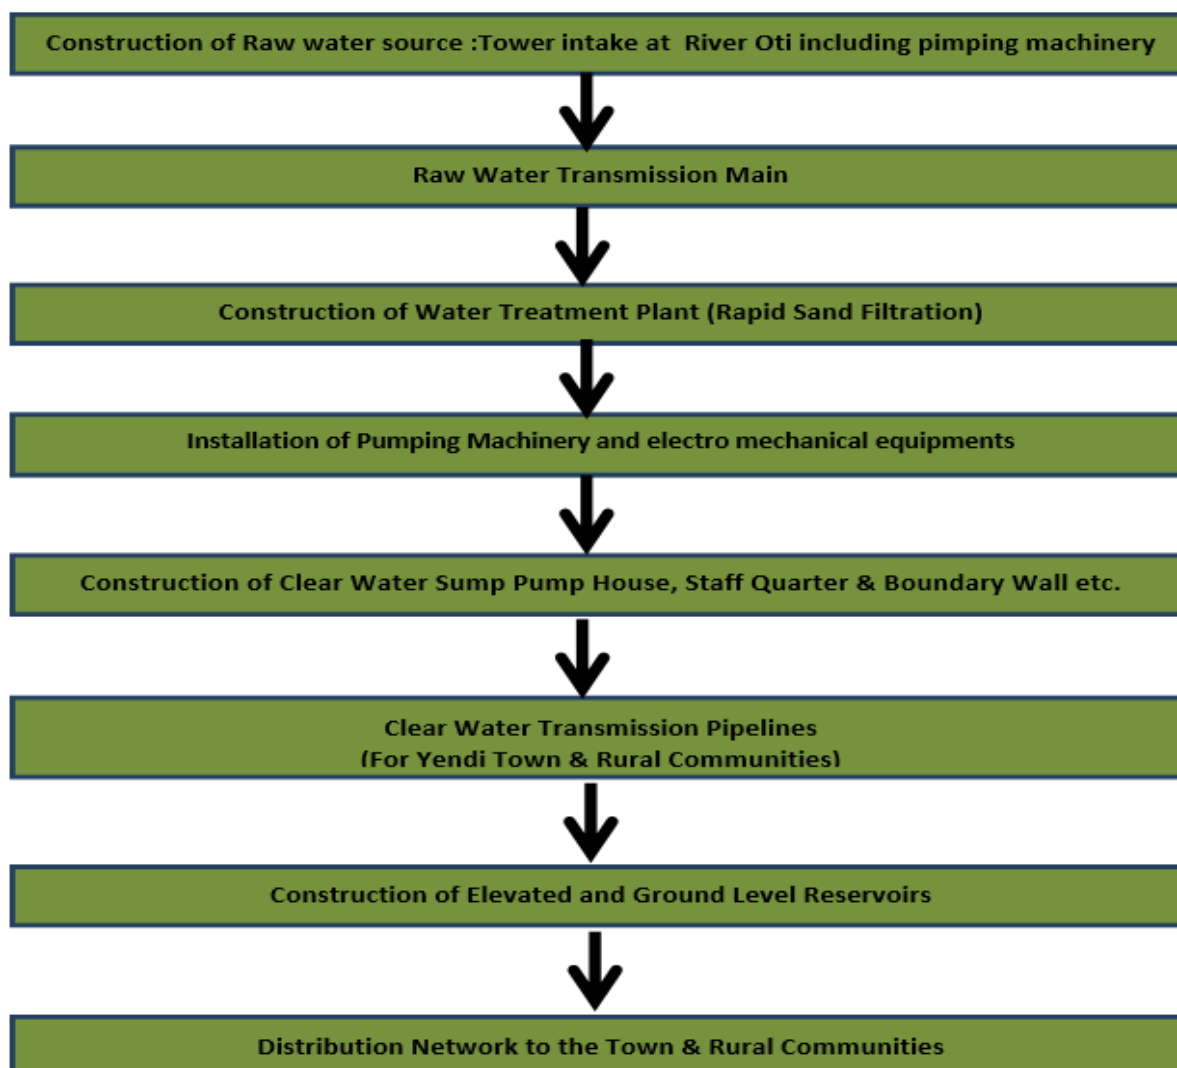 Construction of Raw water source :Tower intake at River Oti including pimping machinery
Raw Water Transmission Main
Construction of Water Treatment Plant (Rapid Sand Filtration)
Installation of Pumping Machinery and electro mechanical equipments
Construction of Clear Water Sump Pump House, Staff Quarter & Boundary Wall etc.
Clear Water Transmission Pipelines
(For Yendi Town & Rural Communities)
Construction of Elevated and Ground Level Reservoirs
Distribution Network to the Town & Rural Communities